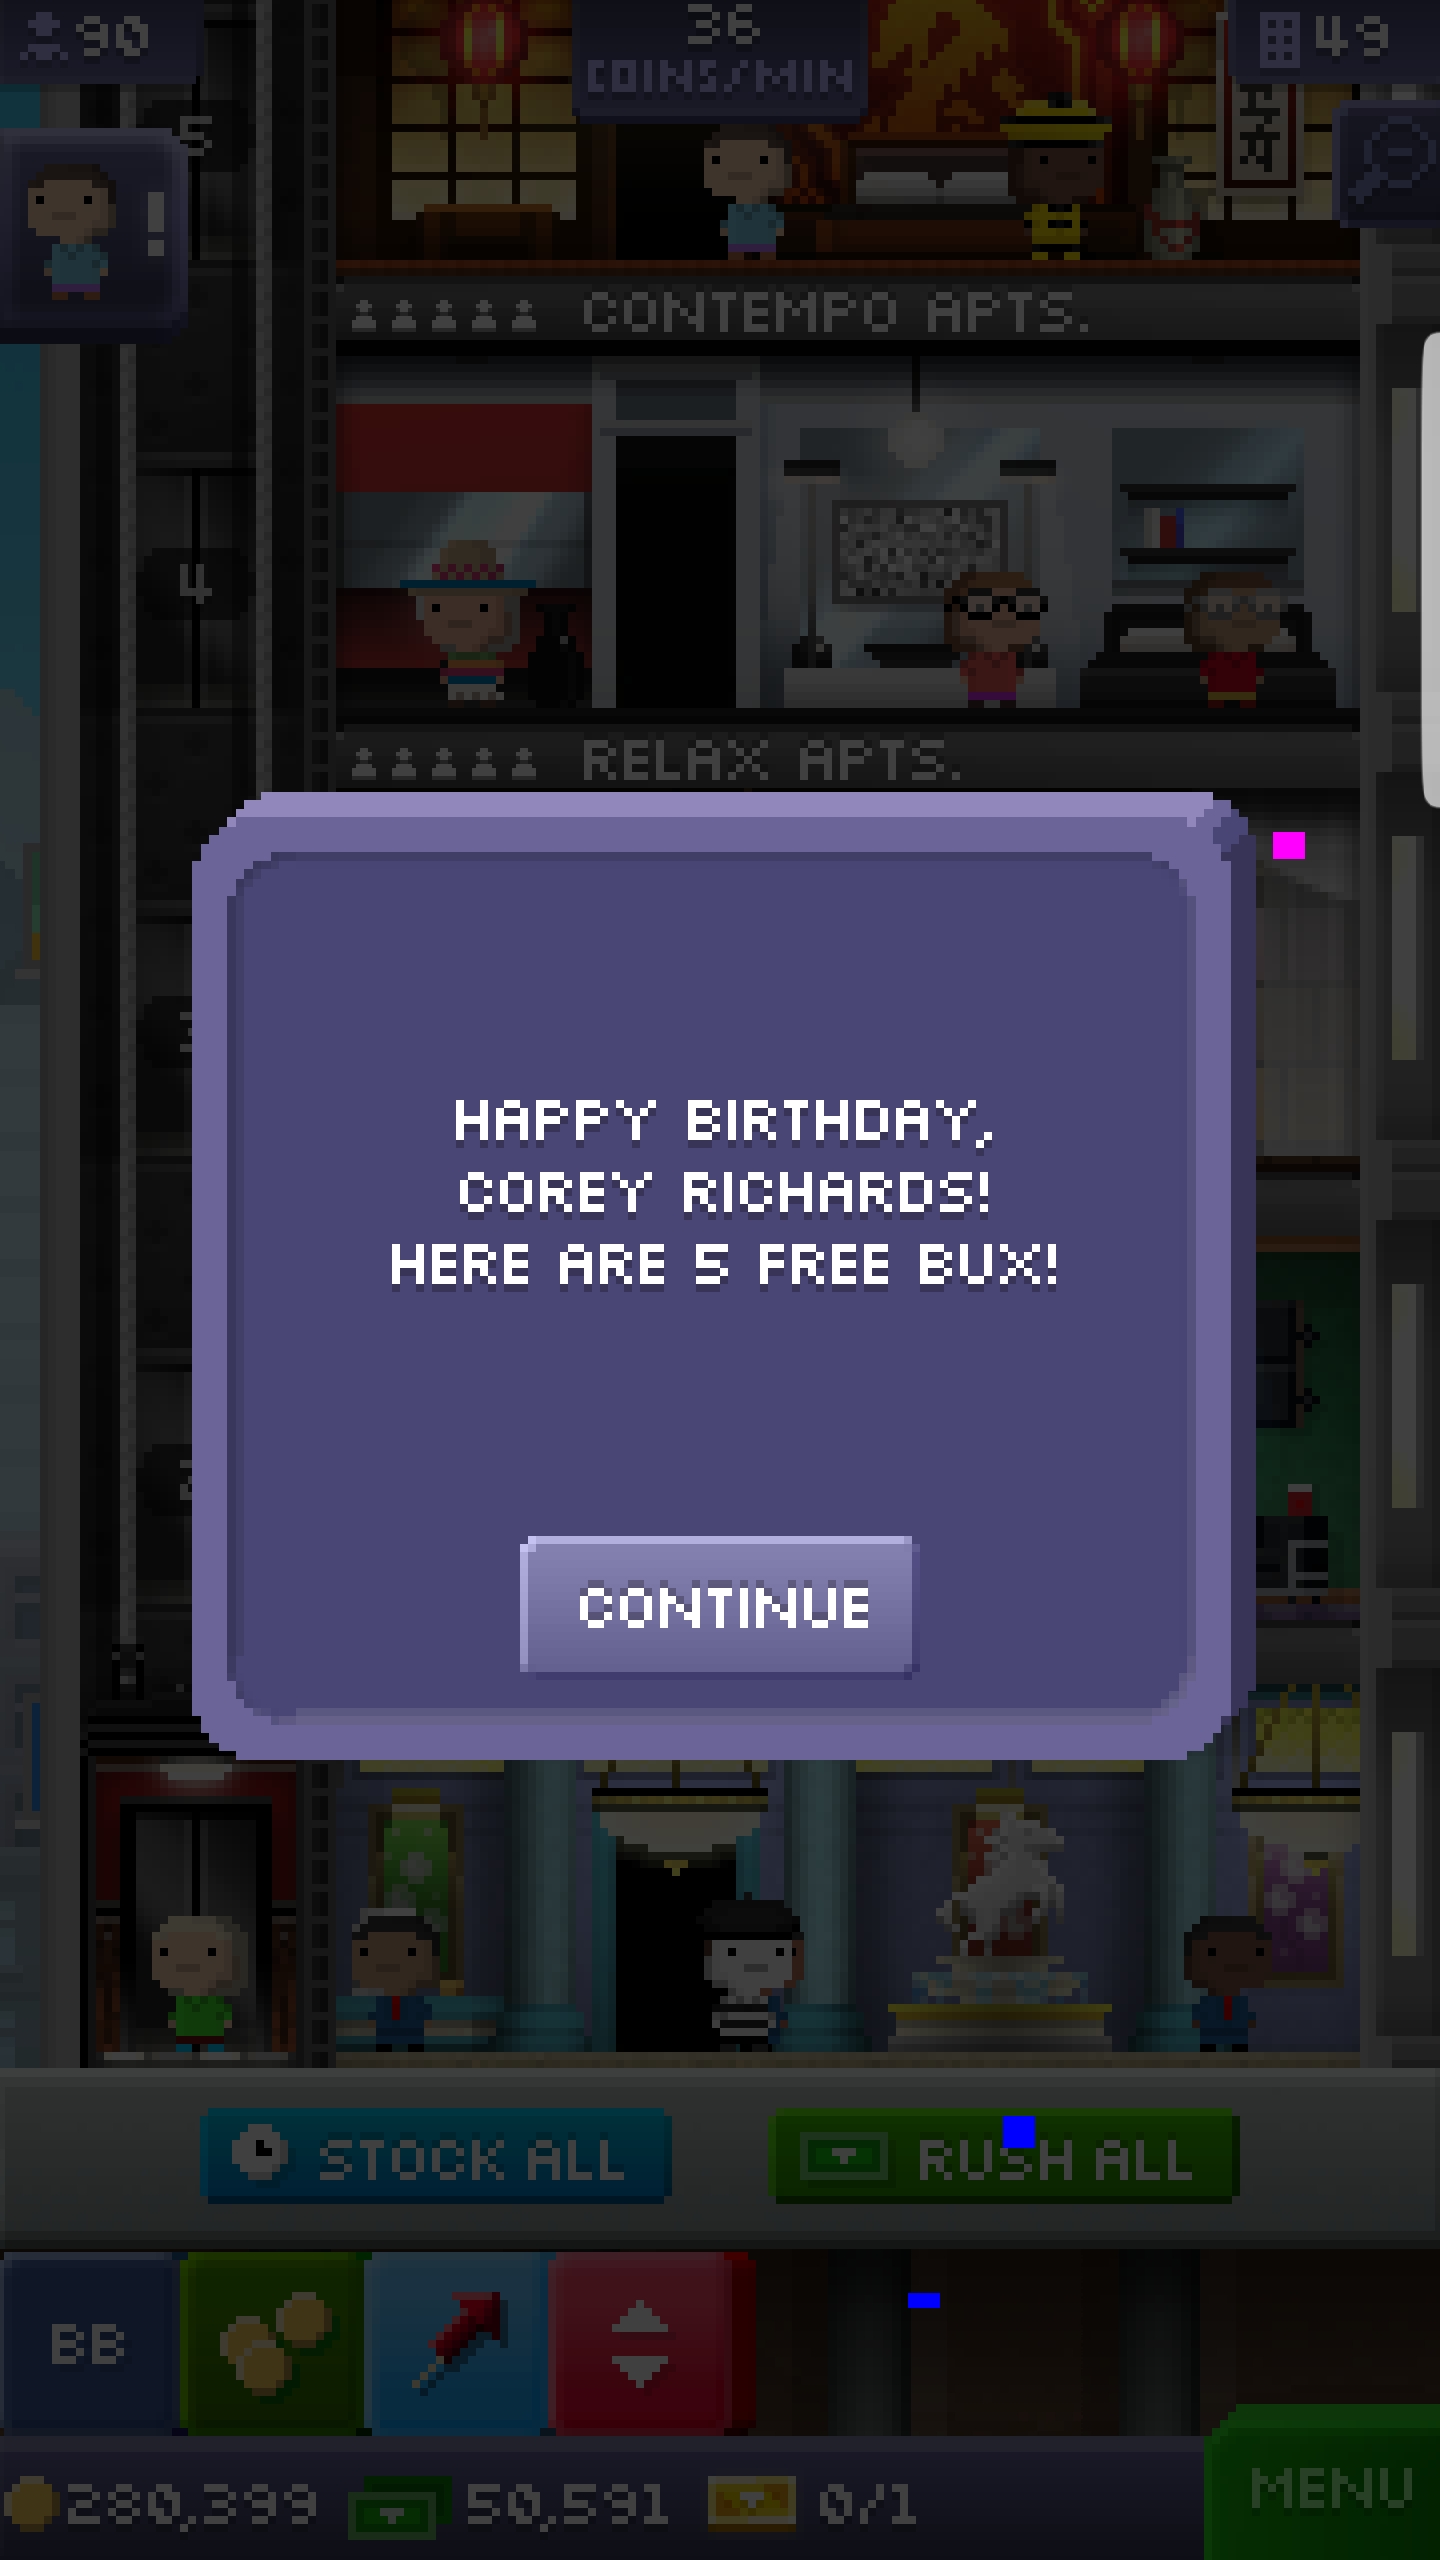 90
36
COINS/MIN
49
5
!
CONTEMPO APTS.
4
RELAX APTS.
HAPPY BIRTHDAY,
COREY RICHARDS!
HERE ARE 5 FREE BUX!
CONTINUE
STOCK ALL
RUSH ALL
BB
280,399
50,591
0/1
MENU